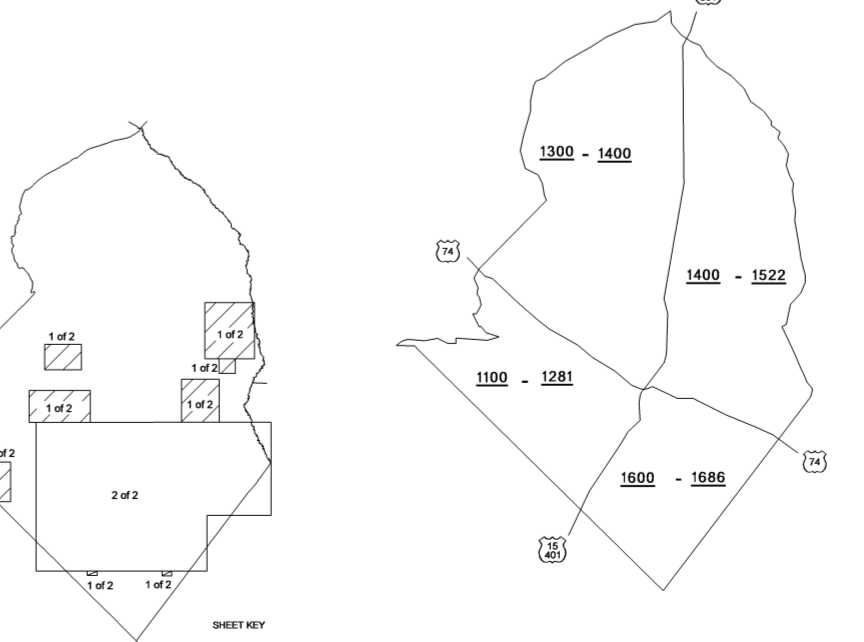 1 of 2
1 of 2
1 of 2
1 of 2
1 of 2
of 2
2 of 2
1 of 2
1 of 2
SHEET KEY
1300 - 1400
74
1400 - 1522
1100 - 1281
74
1600 - 1686
15
401